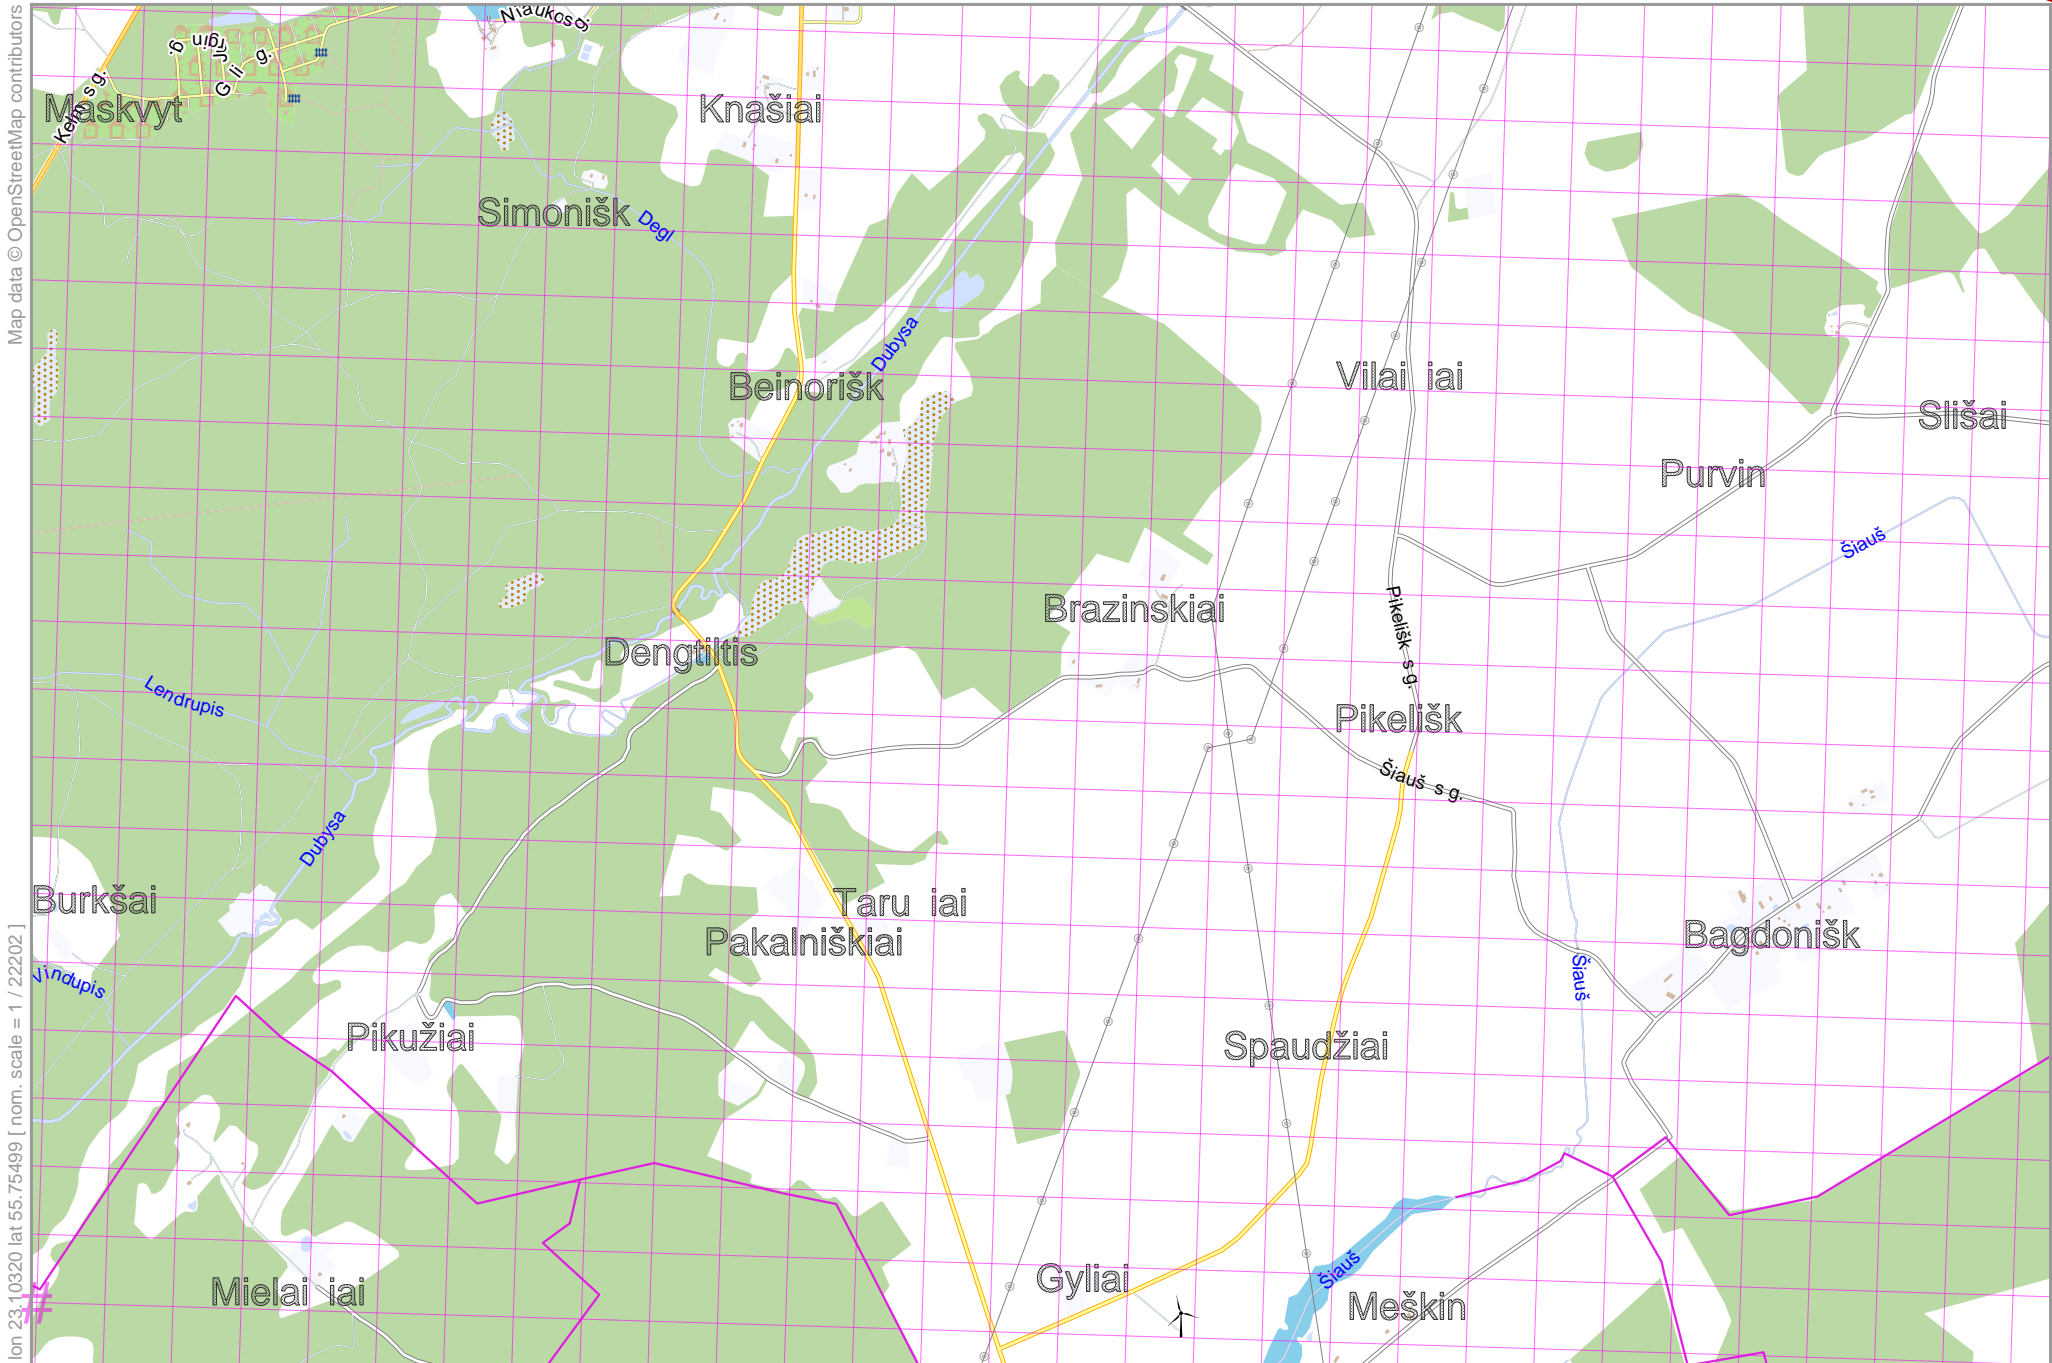 Map data © OpenStreetMap contributors
lon 23.10320 lat 55.75499 [ nom. scale = 1 / 22202 ]
Niaukos g.
g.
rgin
G li g.
Maskvyt
Knašiai
Simonišk
Degl
Dubysa
Beinorišk
Vilai iai
Slišai
Purvin
Šiauš
Brazinskiai
Pikelišk s g.
Dengtiltis
Lendrupis
Pikelišk
Šiauš s g.
Dubysa
Burkšai
Taru iai
Pakalniškiai
Bagdonišk
Vindupis
Šiauš
Pikužiai
Spaudžiai
Gyliai
Šiauš
Mielai iai
Meškin